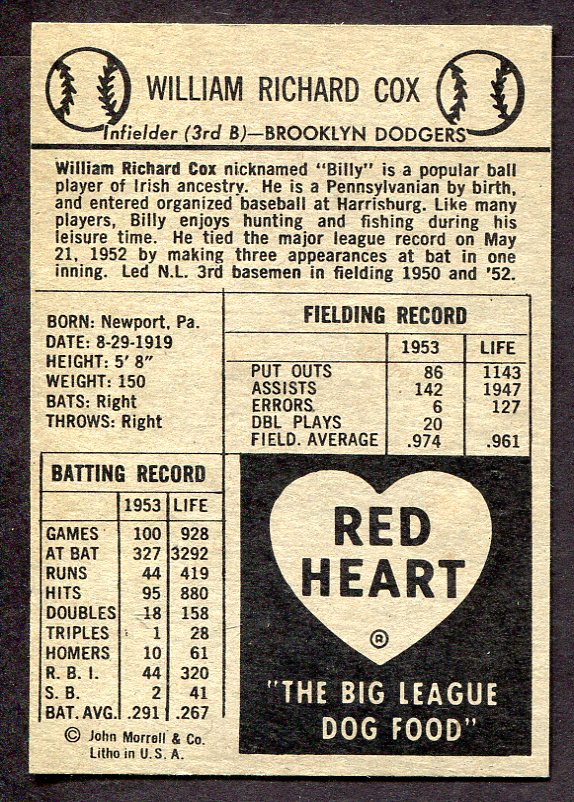 WILLIAM RICHARD COX
Infielder (3rd B)—BROOKLYN DODGERS
William Richard Cox nicknamed "Billy" is a popular ball
player of Irish ancestry. He is a Pennsylvanian by birth,
and entered organized baseball at Harrisburg. Like many
players, Billy enjoys hunting and fishing during his
leisure time. He tied the major league record on May
21, 1952 by making three appearances at bat in one
inning. Led N.L. 3rd basemen in fielding 1950 and '52.
BORN: Newport, Pa.
DATE: 8-29-1919
HEIGHT: 5' 8"
WEIGHT: 150
BATS: Right
THROWS: Right
FIELDING RECORD
1953 LIFE
PUT OUTS 86 1143
ASSISTS 142 1947
ERRORS 6 127
DBL PLAYS 20
FIELD. AVERAGE .974 .961
BATTING RECORD
1953 LIFE
GAMES 100 928
AT BAT 327 3292
RUNS 44 419
HITS 95 880
DOUBLES 18 158
TRIPLES 1 28
HOMERS 10 61
R. B. I. 44 320
S. B. 2 41
BAT. AVG. .291 .267
© John Morrell & Co.
Litho in U. S. A.
RED
HEART
®
"THE BIG LEAGUE
DOG FOOD"